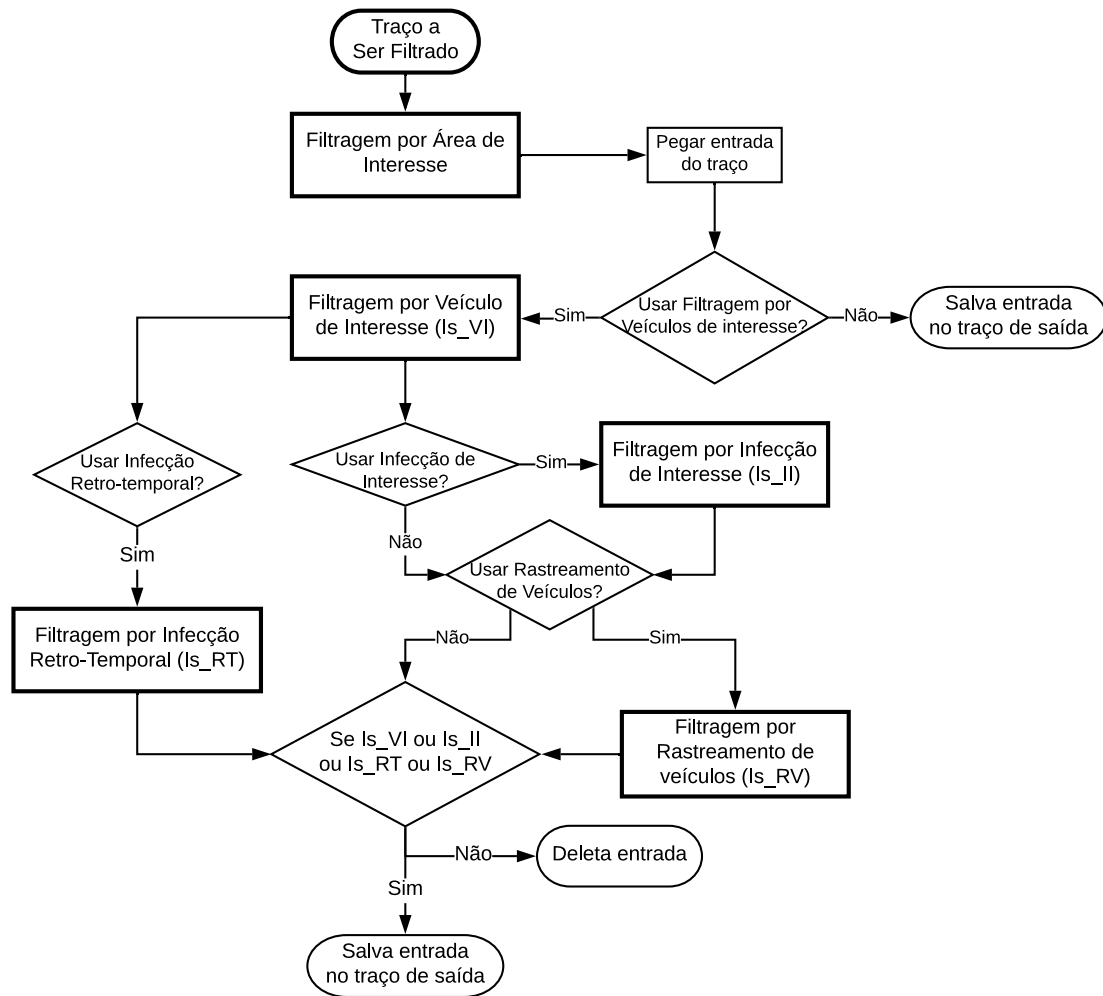 Traço a
Ser Filtrado
Filtragem por Área de
Interesse
Pegar entrada
do traço
Usar Filtragem por
Veículos de interesse?
Sim
Não
Salva entrada
no traço de saída
Filtragem por Veículo
de Interesse (Is_VI)
Usar Infecção
Retro-temporal?
Usar Infecção de
Interesse?
Sim
Filtragem por Infecção
de Interesse (Is_II)
Sim
Não
Usar Rastreamento
de Veículos?
Filtragem por Infecção
Retro-Temporal (Is_RT)
Não
Sim
Se Is_VI ou Is_II
ou Is_RT ou Is_RV
Filtragem por
Rastreamento de
veículos (Is_RV)
Não
Deleta entrada
Sim
Salva entrada
no traço de saída